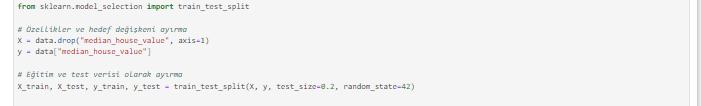 from sklearn.model_selection import train_test_split
# Özellikler ve hedef değişkeni ayırma
X = data.drop("median_house_value", axis=1)
y = data["median_house_value"]
# Eğitim ve test verisi olarak ayırma
X_train, X_test, y_train, y_test = train_test_split(X, y, test_size=0.2, random_state=42)